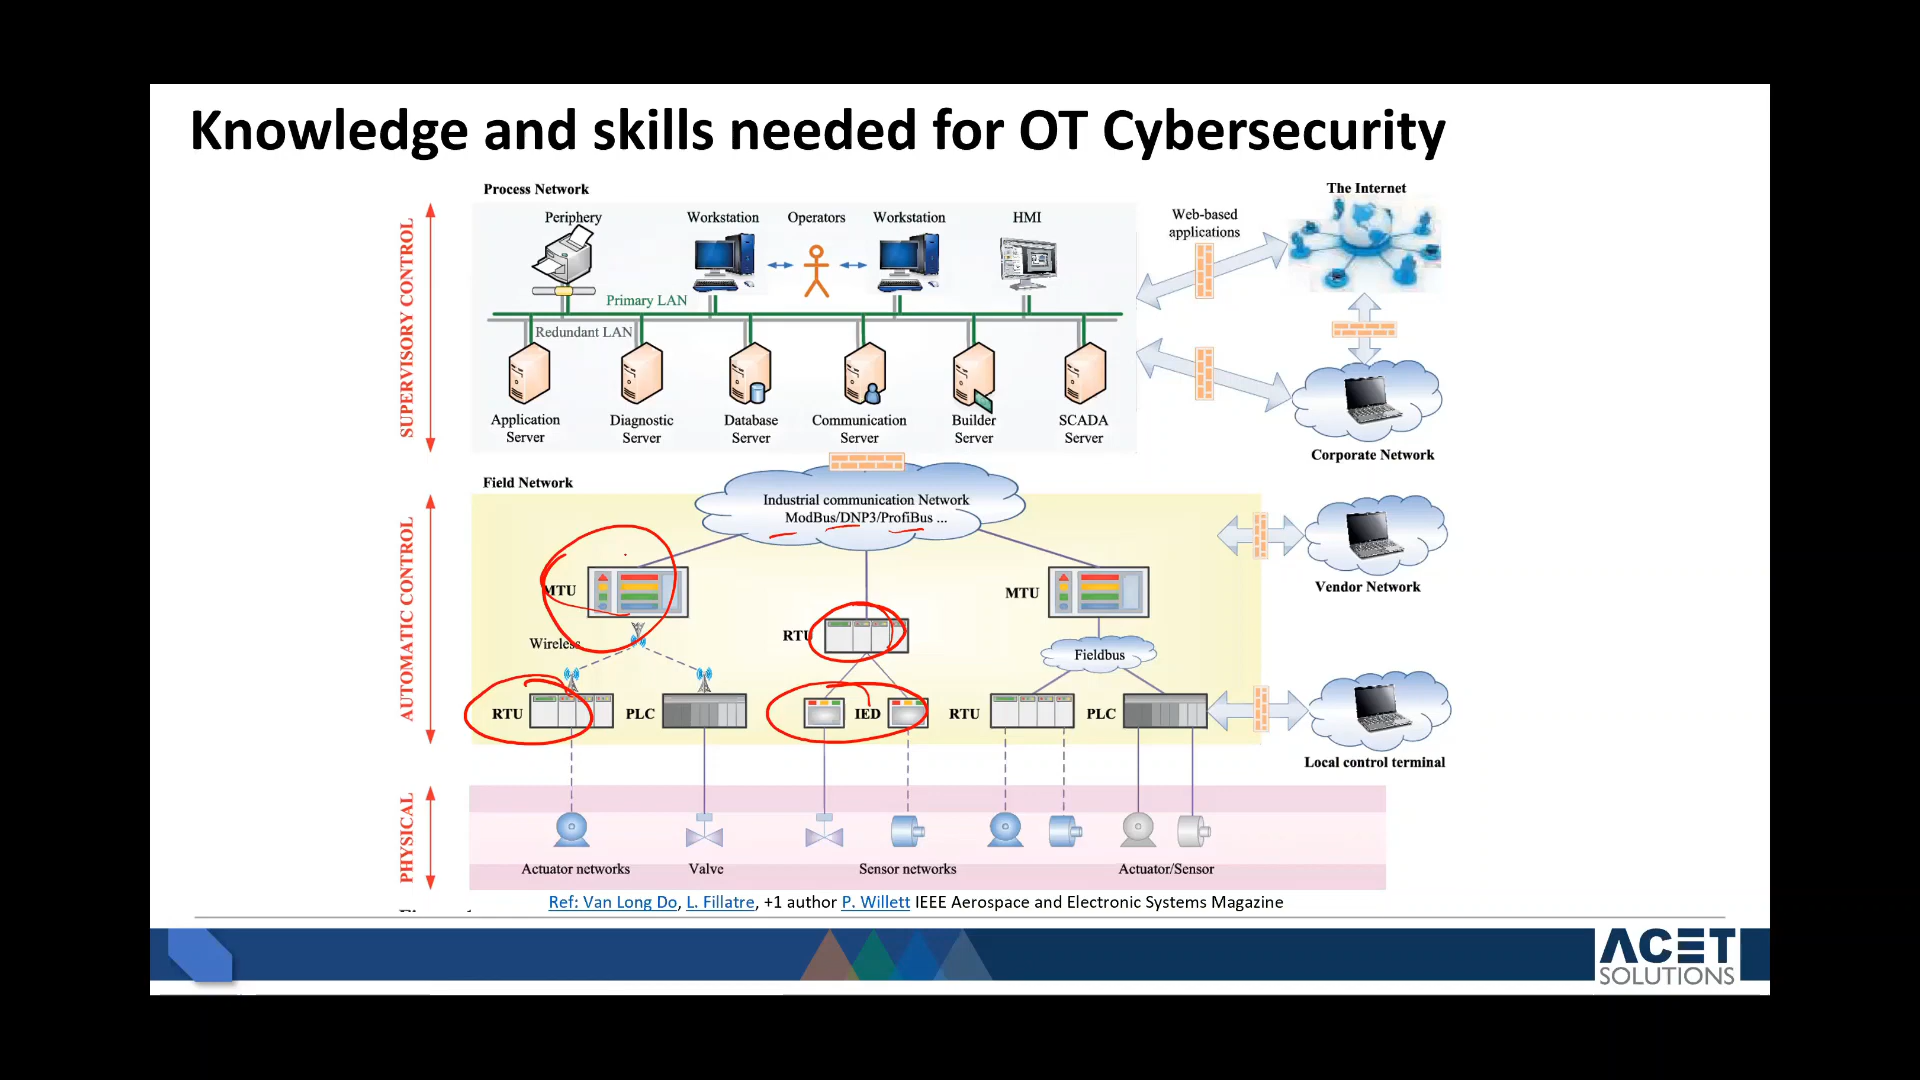 Knowledge and skills needed for OT Cybersecurity
Process Network
The Internet
SUPERVISORY CONTROL
Periphery
Workstation
Operators
Workstation
HMI
Web-based
applications
Primary LAN
Redundant LAN
Application
Server
Diagnostic
Server
Database
Server
Communication
Server
Builder
Server
SCADA
Server
Corporate Network
Field Network
Industrial communication Network
ModBus/DNP3/ProfiBus ...
AUTOMATIC CONTROL
MTU
MTU
Vendor Network
Wireless
RTU
Fieldbus
RTU
PLC
IED
RTU
PLC
Local control terminal
PHYSICAL
Actuator networks
Valve
Sensor networks
Actuator/Sensor
Ref: Van Long Do, L. Fillatre, +1 author P. Willett IEEE Aerospace and Electronic Systems Magazine
ACET
SOLUTIONS